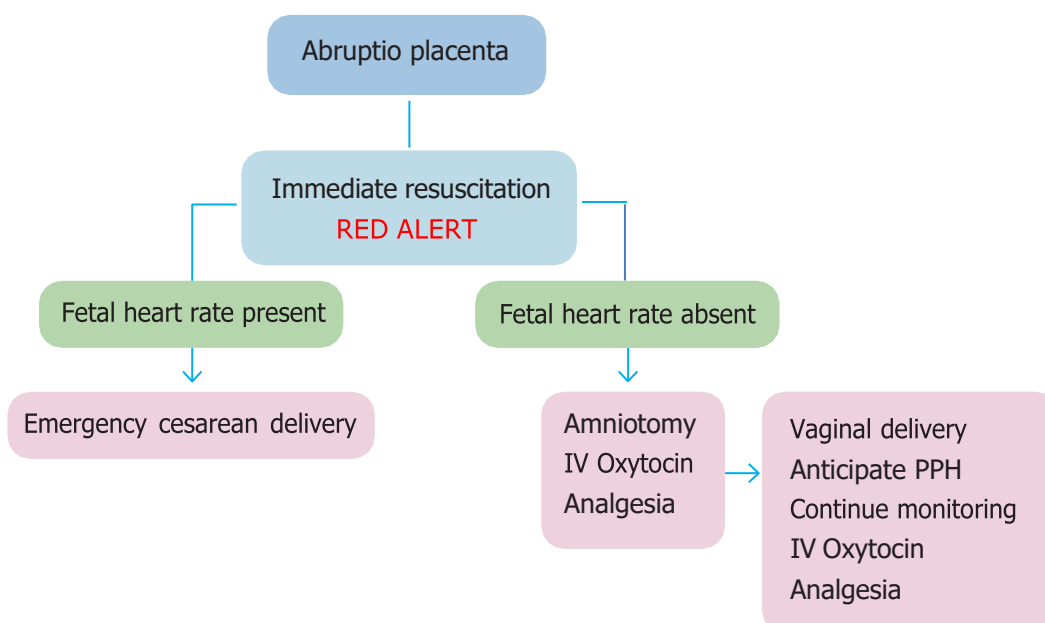 Abruptio placenta
Immediate resuscitation
RED ALERT
Fetal heart rate present
Fetal heart rate absent
Emergency cesarean delivery
Amniotomy
IV Oxytocin
Analgesia
Vaginal delivery
Anticipate PPH
Continue monitoring
IV Oxytocin
Analgesia